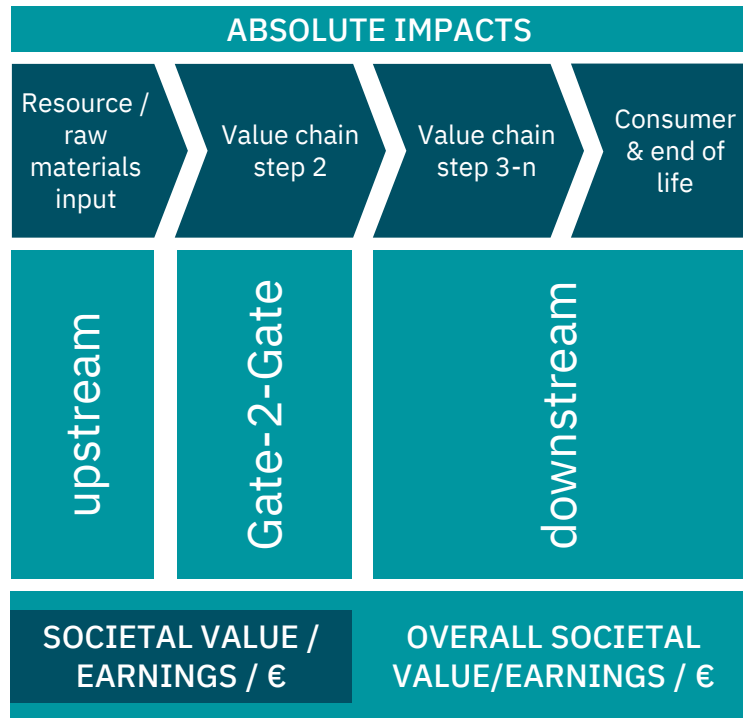 ABSOLUTE IMPACTS
Resource /
raw
materials
input
Value chain
step 2
Value chain
step 3-n
Consumer
& end of
life
upstream
Gate-2-Gate
downstream
SOCIETAL VALUE /
EARNINGS / €
OVERALL SOCIETAL
VALUE/EARNINGS / €